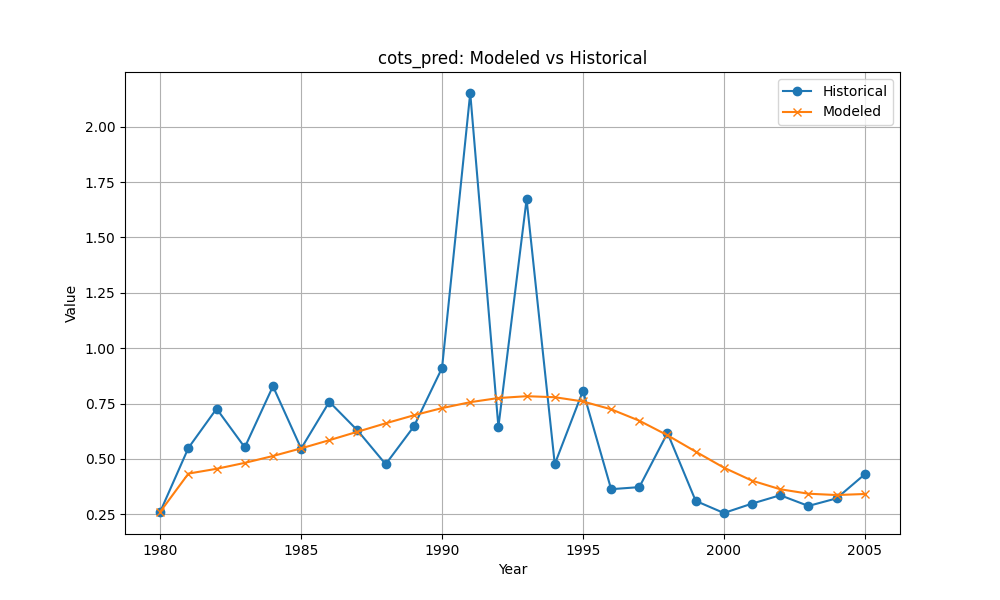 cots_pred: Modeled vs Historical
Historical
Modeled
Value
2.00
1.75
1.50
1.25
1.00
0.75
0.50
0.25
1980 1985 1990 1995 2000 2005
Year